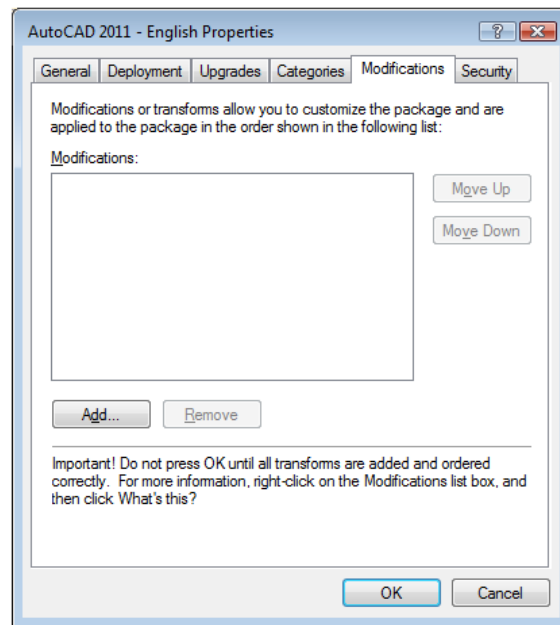 AutoCAD 2011 - English Properties
General Deployment Upgrades Categories Modifications Security
Modifications or transforms allow you to customize the package and are
applied to the package in the order shown in the following list:
Modifications:
Move Up
Move Down
Add... Remove
Important! Do not press OK until all transforms are added and ordered
correctly. For more information, right-click on the Modifications list box, and
then click What's this?
OK Cancel